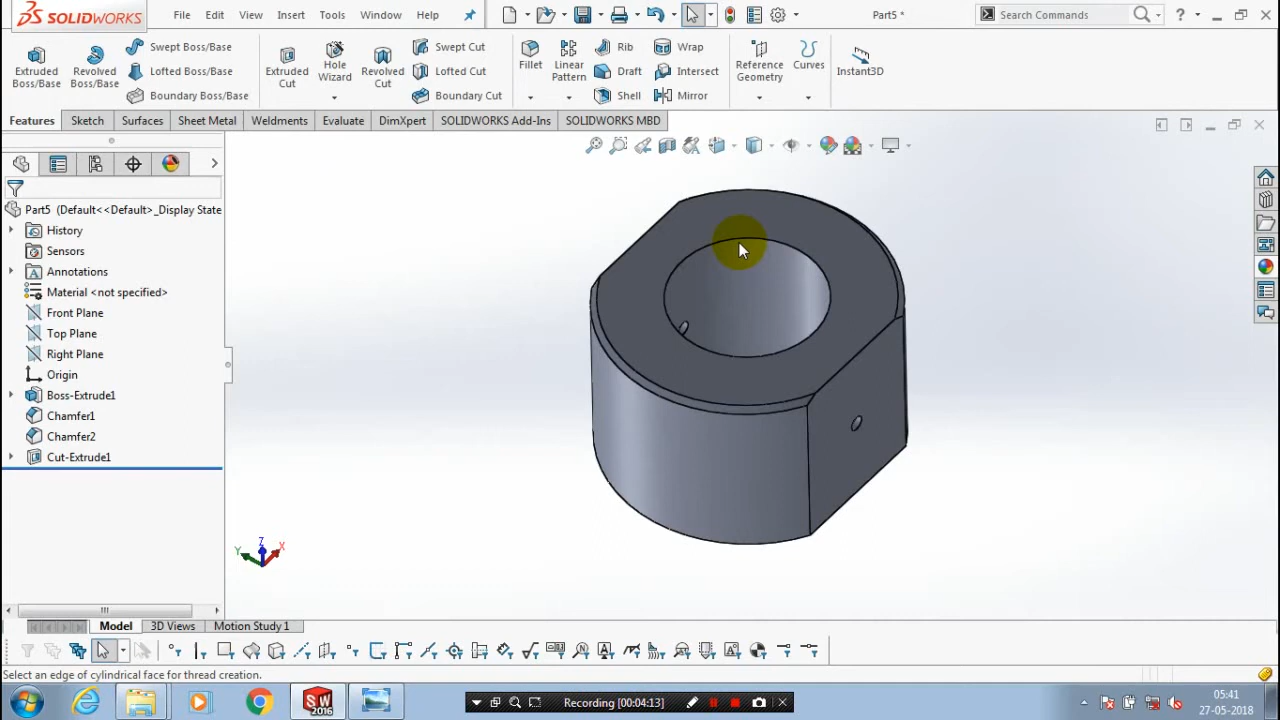 SOLIDWORKS File Edit View Insert Tools Window Help Part5 * Search Commands ?
Extruded Boss/Base
Revolved Boss/Base
Swept Boss/Base
Lofted Boss/Base
Boundary Boss/Base
Extruded Cut
Hole Wizard
Revolved Cut
Swept Cut
Lofted Cut
Boundary Cut
Fillet
Linear Pattern
Rib
Draft
Shell
Wrap
Intersect
Mirror
Reference Geometry
Curves
Instant3D
Features Sketch Surfaces Sheet Metal Weldments Evaluate DimXpert SOLIDWORKS Add-Ins SOLIDWORKS MBD
Part5 (Default<<Default>_Display State
History
Sensors
Annotations
Material <not specified>
Front Plane
Top Plane
Right Plane
Origin
Boss-Extrude1
Chamfer1
Chamfer2
Cut-Extrude1
Z
Y
X
Model 3D Views Motion Study 1
Select an edge of cylindrical face for thread creation.
SW 2016
Recording [00:04:13]
05:41
27-05-2018